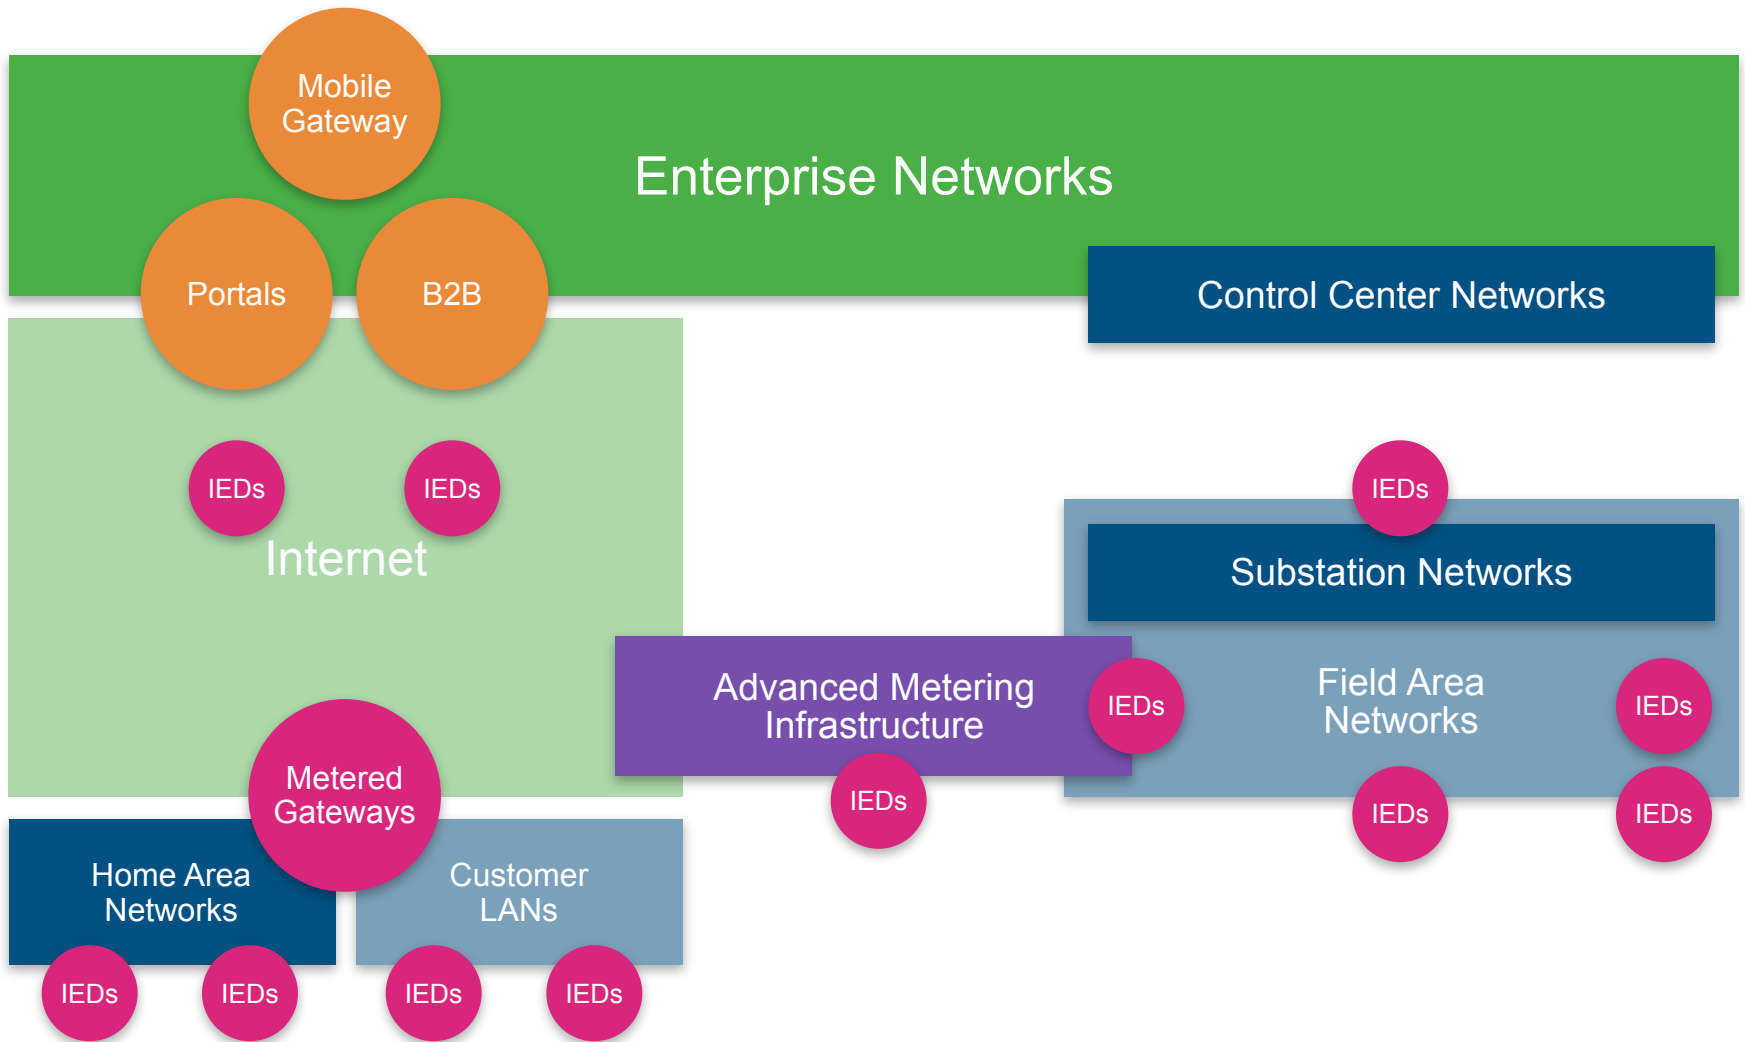 Mobile
Gateway
Enterprise Networks
Portals
B2B
Control Center Networks
IEDs
IEDs
IEDs
Internet
Substation Networks
Advanced Metering
Infrastructure
IEDs
Field Area
Networks
IEDs
Metered
Gateways
IEDs
IEDs
IEDs
Home Area
Networks
Customer
LANs
IEDs
IEDs
IEDs
IEDs